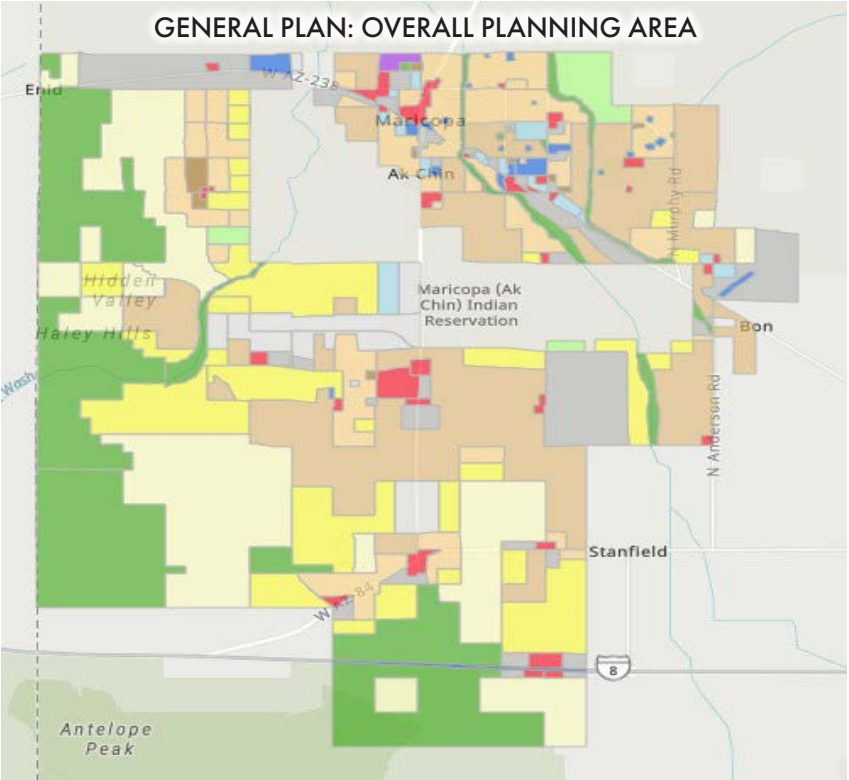 GENERAL PLAN: OVERALL PLANNING AREA
Enid
W AZ-238
Maricopa
Ak Chin
N Murphy Rd
Hidden
Valley
Maricopa (Ak
Chin) Indian
Reservation
Haley Hills
Bon
Wash
N Anderson Rd
Stanfield
W AZ-84
8
Antelope
Peak